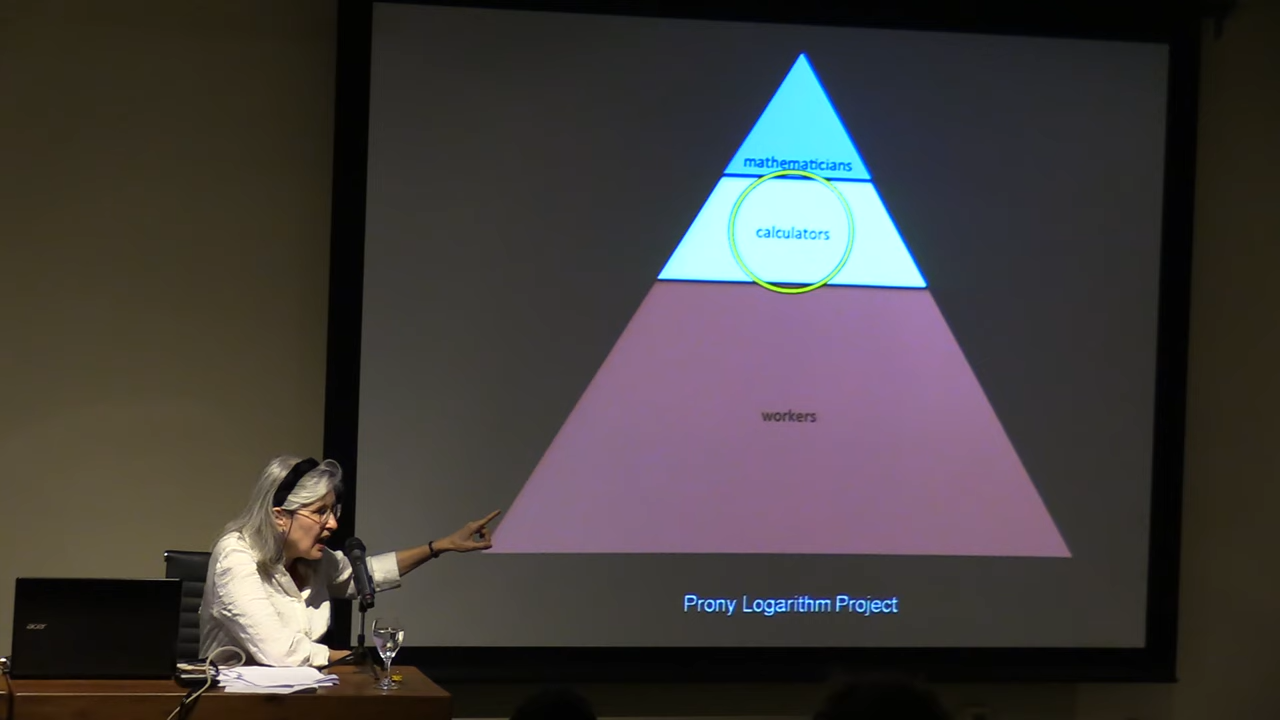 mathematicians
calculators
workers
Prony Logarithm Project
acer